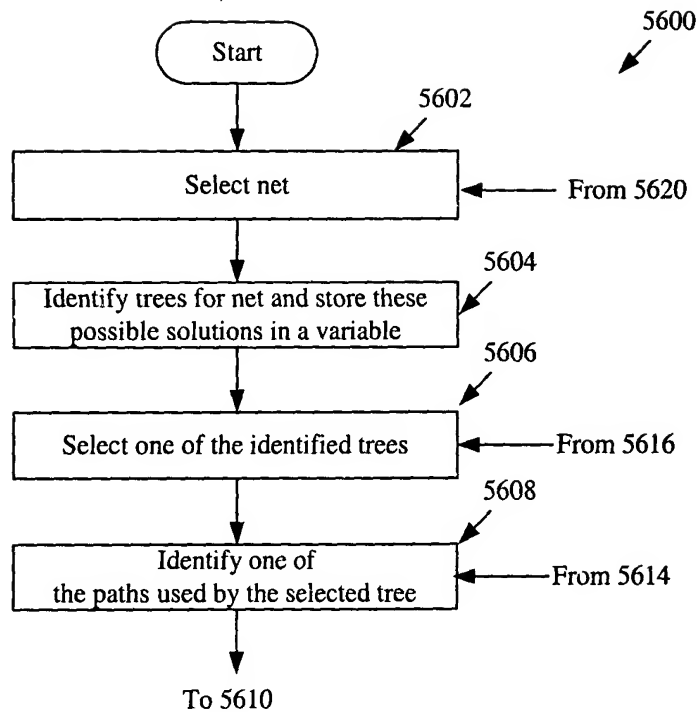 5600
Start
5602
Select net
From 5620
5604
Identify trees for net and store these
possible solutions in a variable
5606
Select one of the identified trees
From 5616
5608
Identify one of
the paths used by the selected tree
From 5614
To 5610